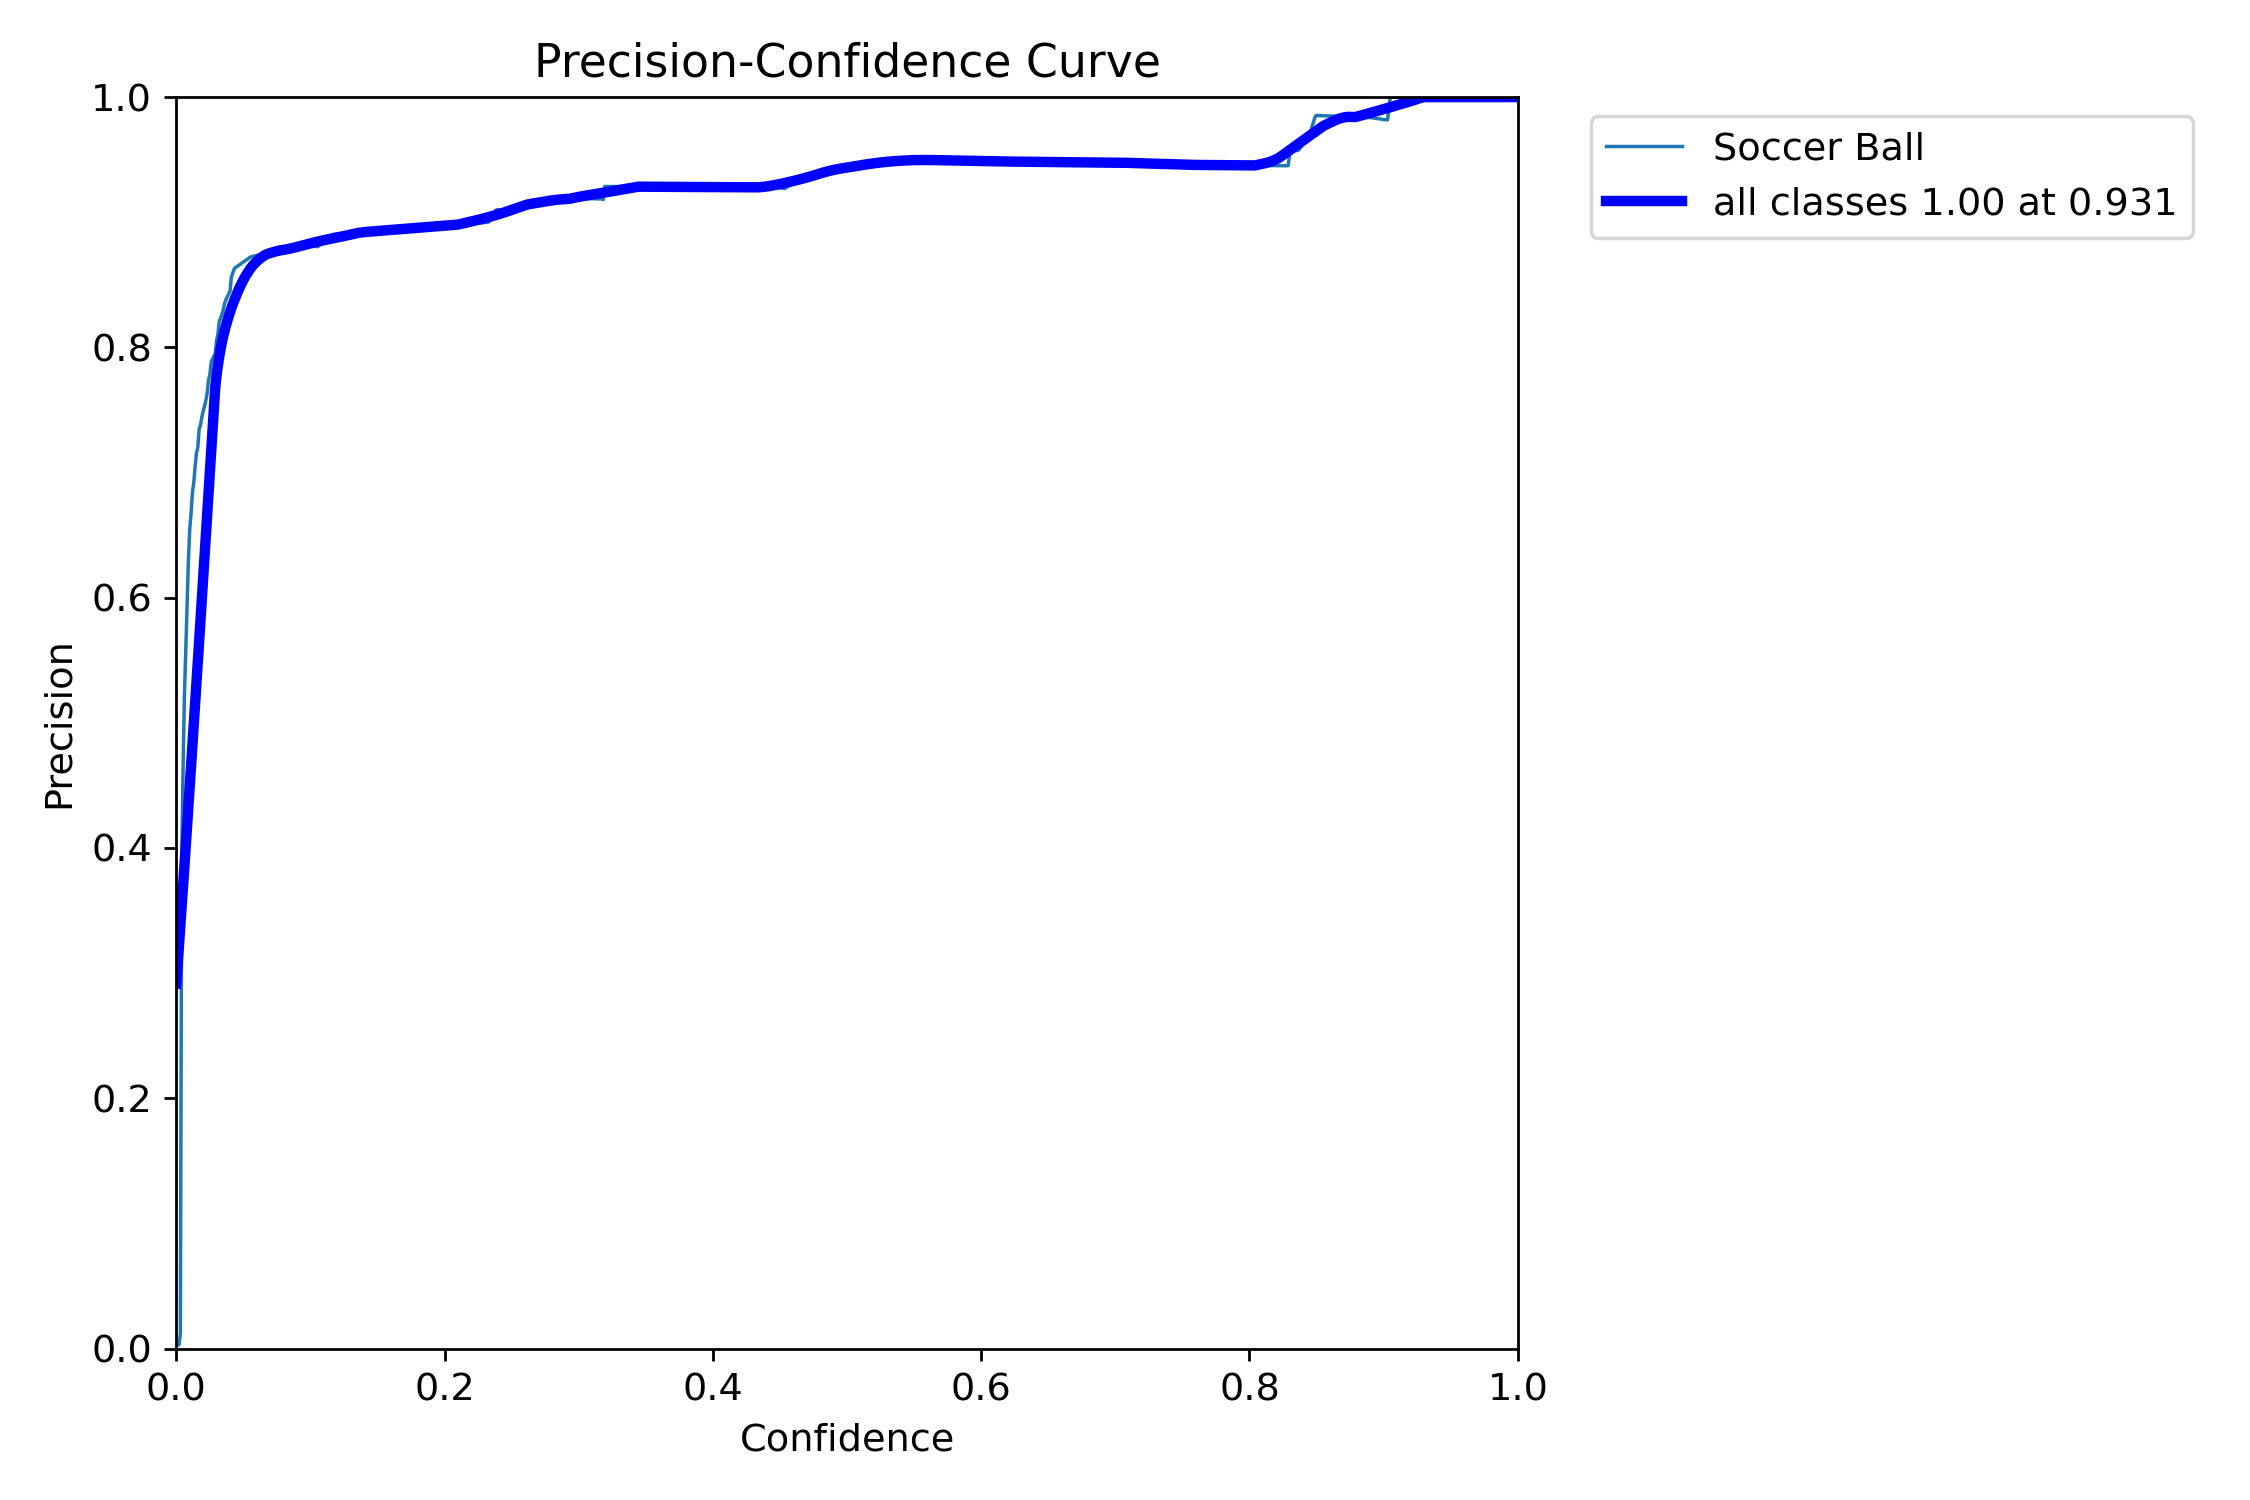 Precision-Confidence Curve
1.0
0.8
0.6
0.4
0.2
0.0
Precision
0.0 0.2 0.4 0.6 0.8 1.0
Confidence
Soccer Ball
all classes 1.00 at 0.931